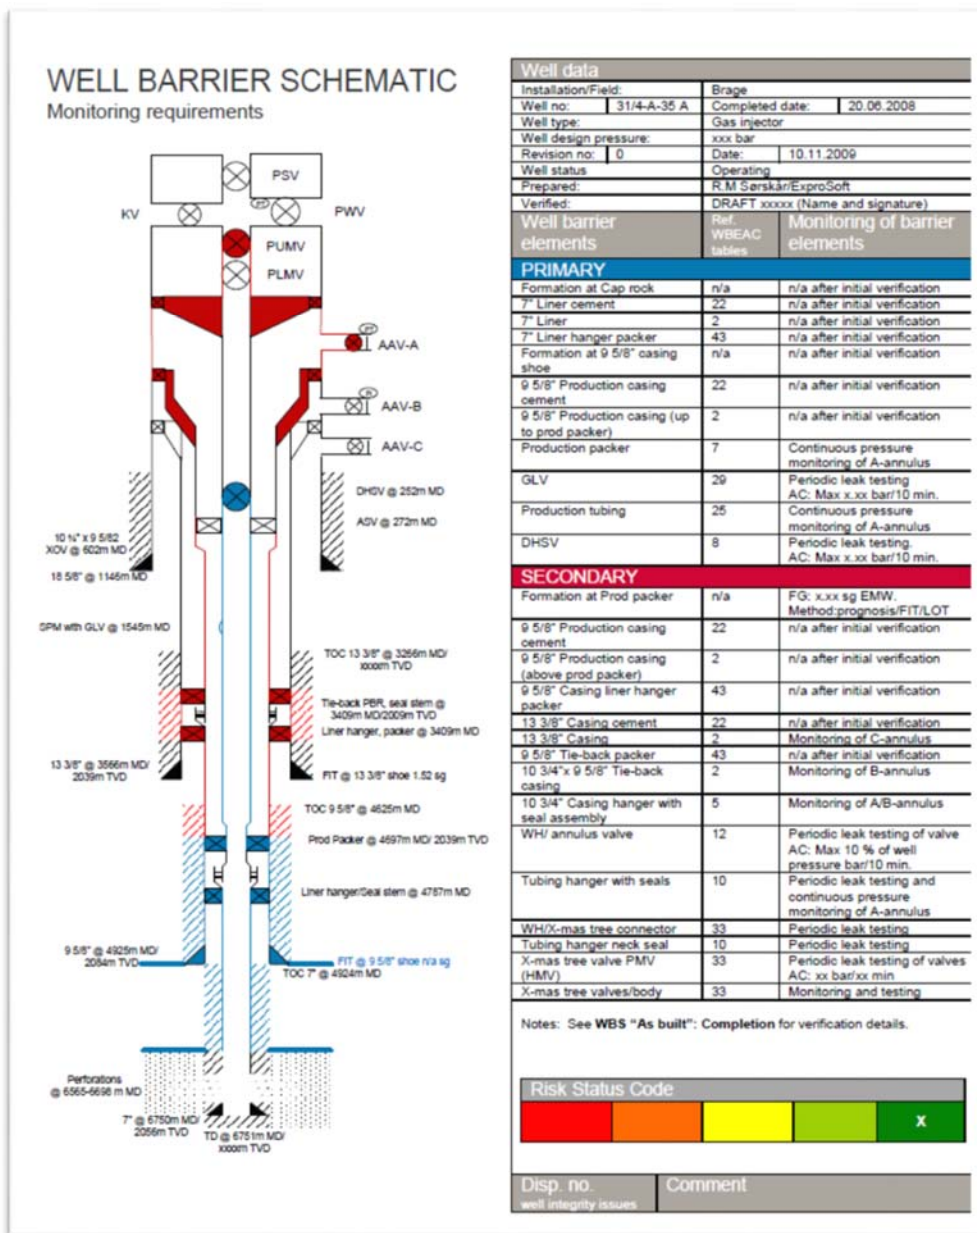 WELL BARRIER SCHEMATIC
Monitoring requirements
PSV
PT
KV
PWV
PUMV
PLMV
PT
AAV-A
AAV-B
AAV-C
DHSV @ 252m MD
ASV @ 272m MD
10 ¾" x 9 5/82
XOV @ 602m MD
18 5/8" @ 1146m MD
SPM with GLV @ 1545m MD
TOC 13 3/8" @ 3266m MD/
xxxxm TVD
Tie-back PBR, seal stem @
3409m MD/2009m TVD
Liner hanger, packer @ 3409m MD
13 3/8" @ 3566m MD/
2039m TVD
FIT @ 13 3/8" shoe 1.52 sg
TOC 9 5/8" @ 4625m MD
Prod Packer @ 4697m MD/ 2039m TVD
Liner hanger/Seal stem @ 4787m MD
9 5/8" @ 4925m MD/
2084m TVD
FIT @ 9 5/8" shoe n/a sg
TOC 7" @ 4924m MD
Perforations
@ 6565-6698 m MD
7" @ 6750m MD/
2056m TVD
TD @ 6751m MD/
xxxxm TVD
Well data
Installation/Field: Brage
Well no: 31/4-A-35 A Completed date: 20.06.2008
Well type: Gas injector
Well design pressure: xxx bar
Revision no: 0 Date: 10.11.2009
Well status Operating
Prepared: R.M Sørskår/ExproSoft
Verified: DRAFT xxxxx (Name and signature)
Well barrier elements Ref. WBEAC tables Monitoring of barrier elements
PRIMARY
Formation at Cap rock n/a n/a after initial verification
7" Liner cement 22 n/a after initial verification
7" Liner 2 n/a after initial verification
7" Liner hanger packer 43 n/a after initial verification
Formation at 9 5/8" casing n/a n/a after initial verification
shoe
9 5/8" Production casing 22 n/a after initial verification
cement
9 5/8" Production casing (up 2 n/a after initial verification
to prod packer)
Production packer 7 Continuous pressure
monitoring of A-annulus
GLV 29 Periodic leak testing
AC: Max x.xx bar/10 min.
Production tubing 25 Continuous pressure
monitoring of A-annulus
DHSV 8 Periodic leak testing.
AC: Max x.xx bar/10 min.
SECONDARY
Formation at Prod packer n/a FG: x.xx sg EMW.
Method:prognosis/FIT/LOT
9 5/8" Production casing 22 n/a after initial verification
cement
9 5/8" Production casing 2 n/a after initial verification
(above prod packer)
9 5/8" Casing liner hanger 43 n/a after initial verification
packer
13 3/8" Casing cement 22 n/a after initial verification
13 3/8" Casing 2 Monitoring of C-annulus
9 5/8" Tie-back packer 43 n/a after initial verification
10 3/4"x 9 5/8" Tie-back 2 Monitoring of B-annulus
casing
10 3/4" Casing hanger with 5 Monitoring of A/B-annulus
seal assembly
WH/ annulus valve 12 Periodic leak testing of valve
AC: Max 10 % of well
pressure bar/10 min.
Tubing hanger with seals 10 Periodic leak testing and
continuous pressure
monitoring of A-annulus
WH/X-mas tree connector 33 Periodic leak testing
Tubing hanger neck seal 10 Periodic leak testing
X-mas tree valve PMV 33 Periodic leak testing of valves
(HMV) AC: xx bar/xx min
X-mas tree valves/body 33 Monitoring and testing
Notes: See WBS "As built": Completion for verification details.
Risk Status Code
X
Disp. no. Comment
well integrity issues